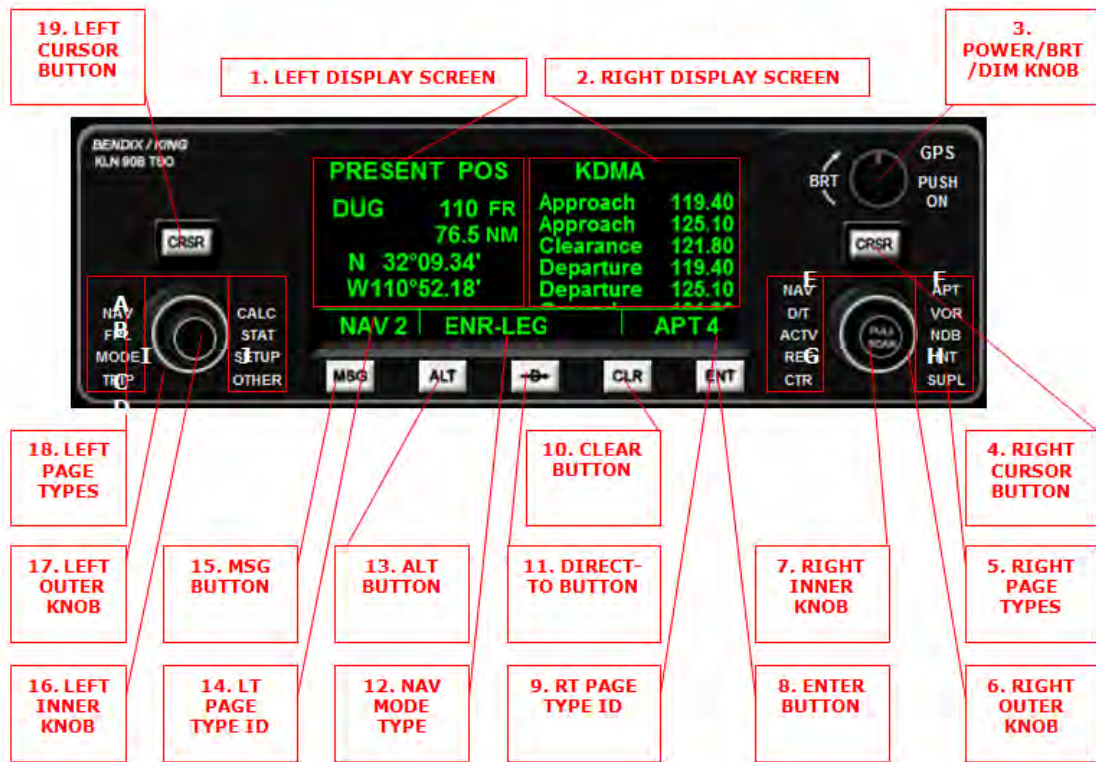 19. LEFT
CURSOR
BUTTON
1. LEFT DISPLAY SCREEN
2. RIGHT DISPLAY SCREEN
3.
POWER/BRT
/DIM KNOB
BENDIX / KING
KLN 90B TSO
CRSR
PRESENT POS
DUG 110 FR
76.5 NM
N 32°09.34'
W110°52.18'
NAV 2
ENR-LEG
APT 4
KDMA
Approach 119.40
Approach 125.10
Clearance 121.80
Departure 119.40
Departure 125.10
BRT
GPS
PUSH
ON
CRSR
A
NAV
B
MODE
I
TRIP
C
D
CALC
STAT
SETUP
J
OTHER
MSG
ALT
D
CLR
ENT
E
NAV
D/T
ACTV
G
CTR
PULL
SCAN
F
APT
VOR
NDB
H
SUPL
18. LEFT
PAGE
TYPES
10. CLEAR
BUTTON
4. RIGHT
CURSOR
BUTTON
17. LEFT
OUTER
KNOB
15. MSG
BUTTON
13. ALT
BUTTON
11. DIRECT-
TO BUTTON
7. RIGHT
INNER
KNOB
5. RIGHT
PAGE
TYPES
16. LEFT
INNER
KNOB
14. LT
PAGE
TYPE ID
12. NAV
MODE
TYPE
9. RT PAGE
TYPE ID
8. ENTER
BUTTON
6. RIGHT
OUTER
KNOB